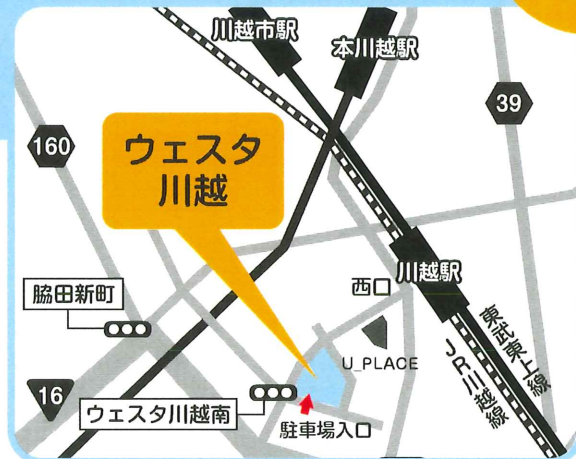 川越市駅
本川越駅
39
160
ウェスタ
川越
川越駅
西口
脇田新町
U_PLACE
東武東上線
JR川越線
16
ウェスタ川越南
駐車場入口